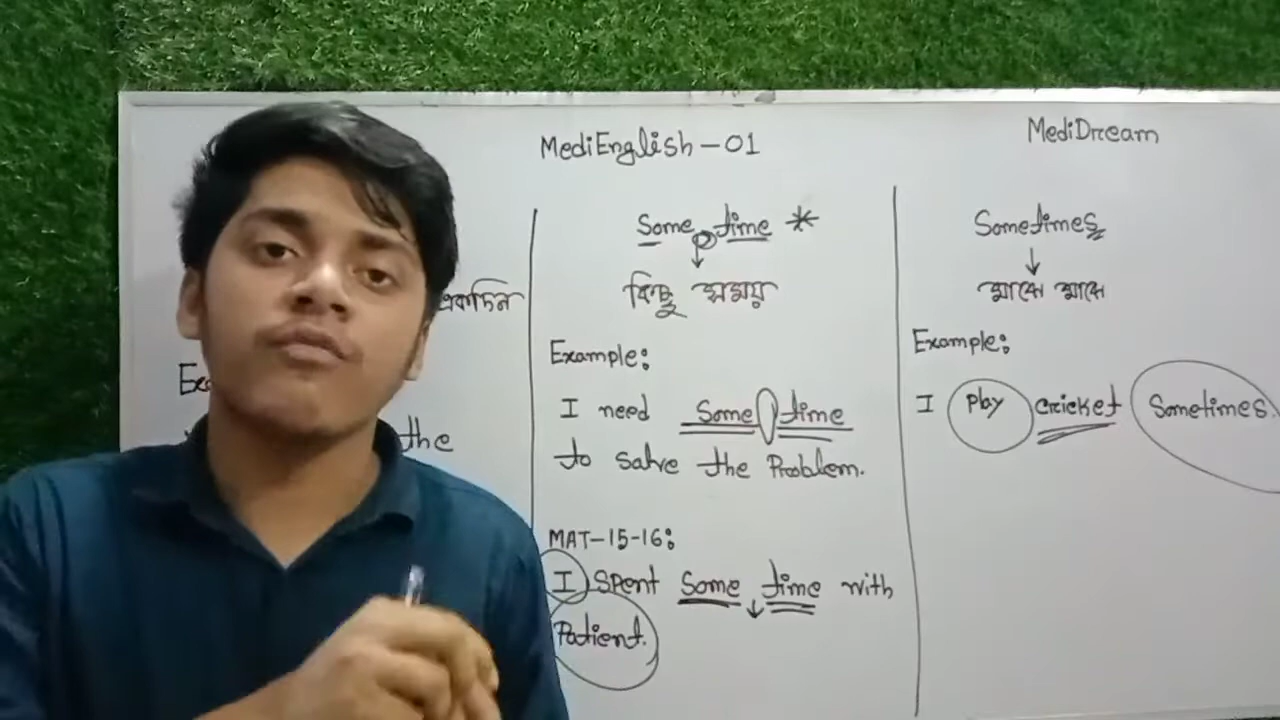 MediEnglish-01
MediDream
একদিন
the
Some time *
কিছু সময়
Example:
I need Some time
to solve the Problem.
MAT-15-16:
I spent Some time with
Patient.
Sometimes
মাঝে মাঝে
Example:
I Play cricket Sometimes.